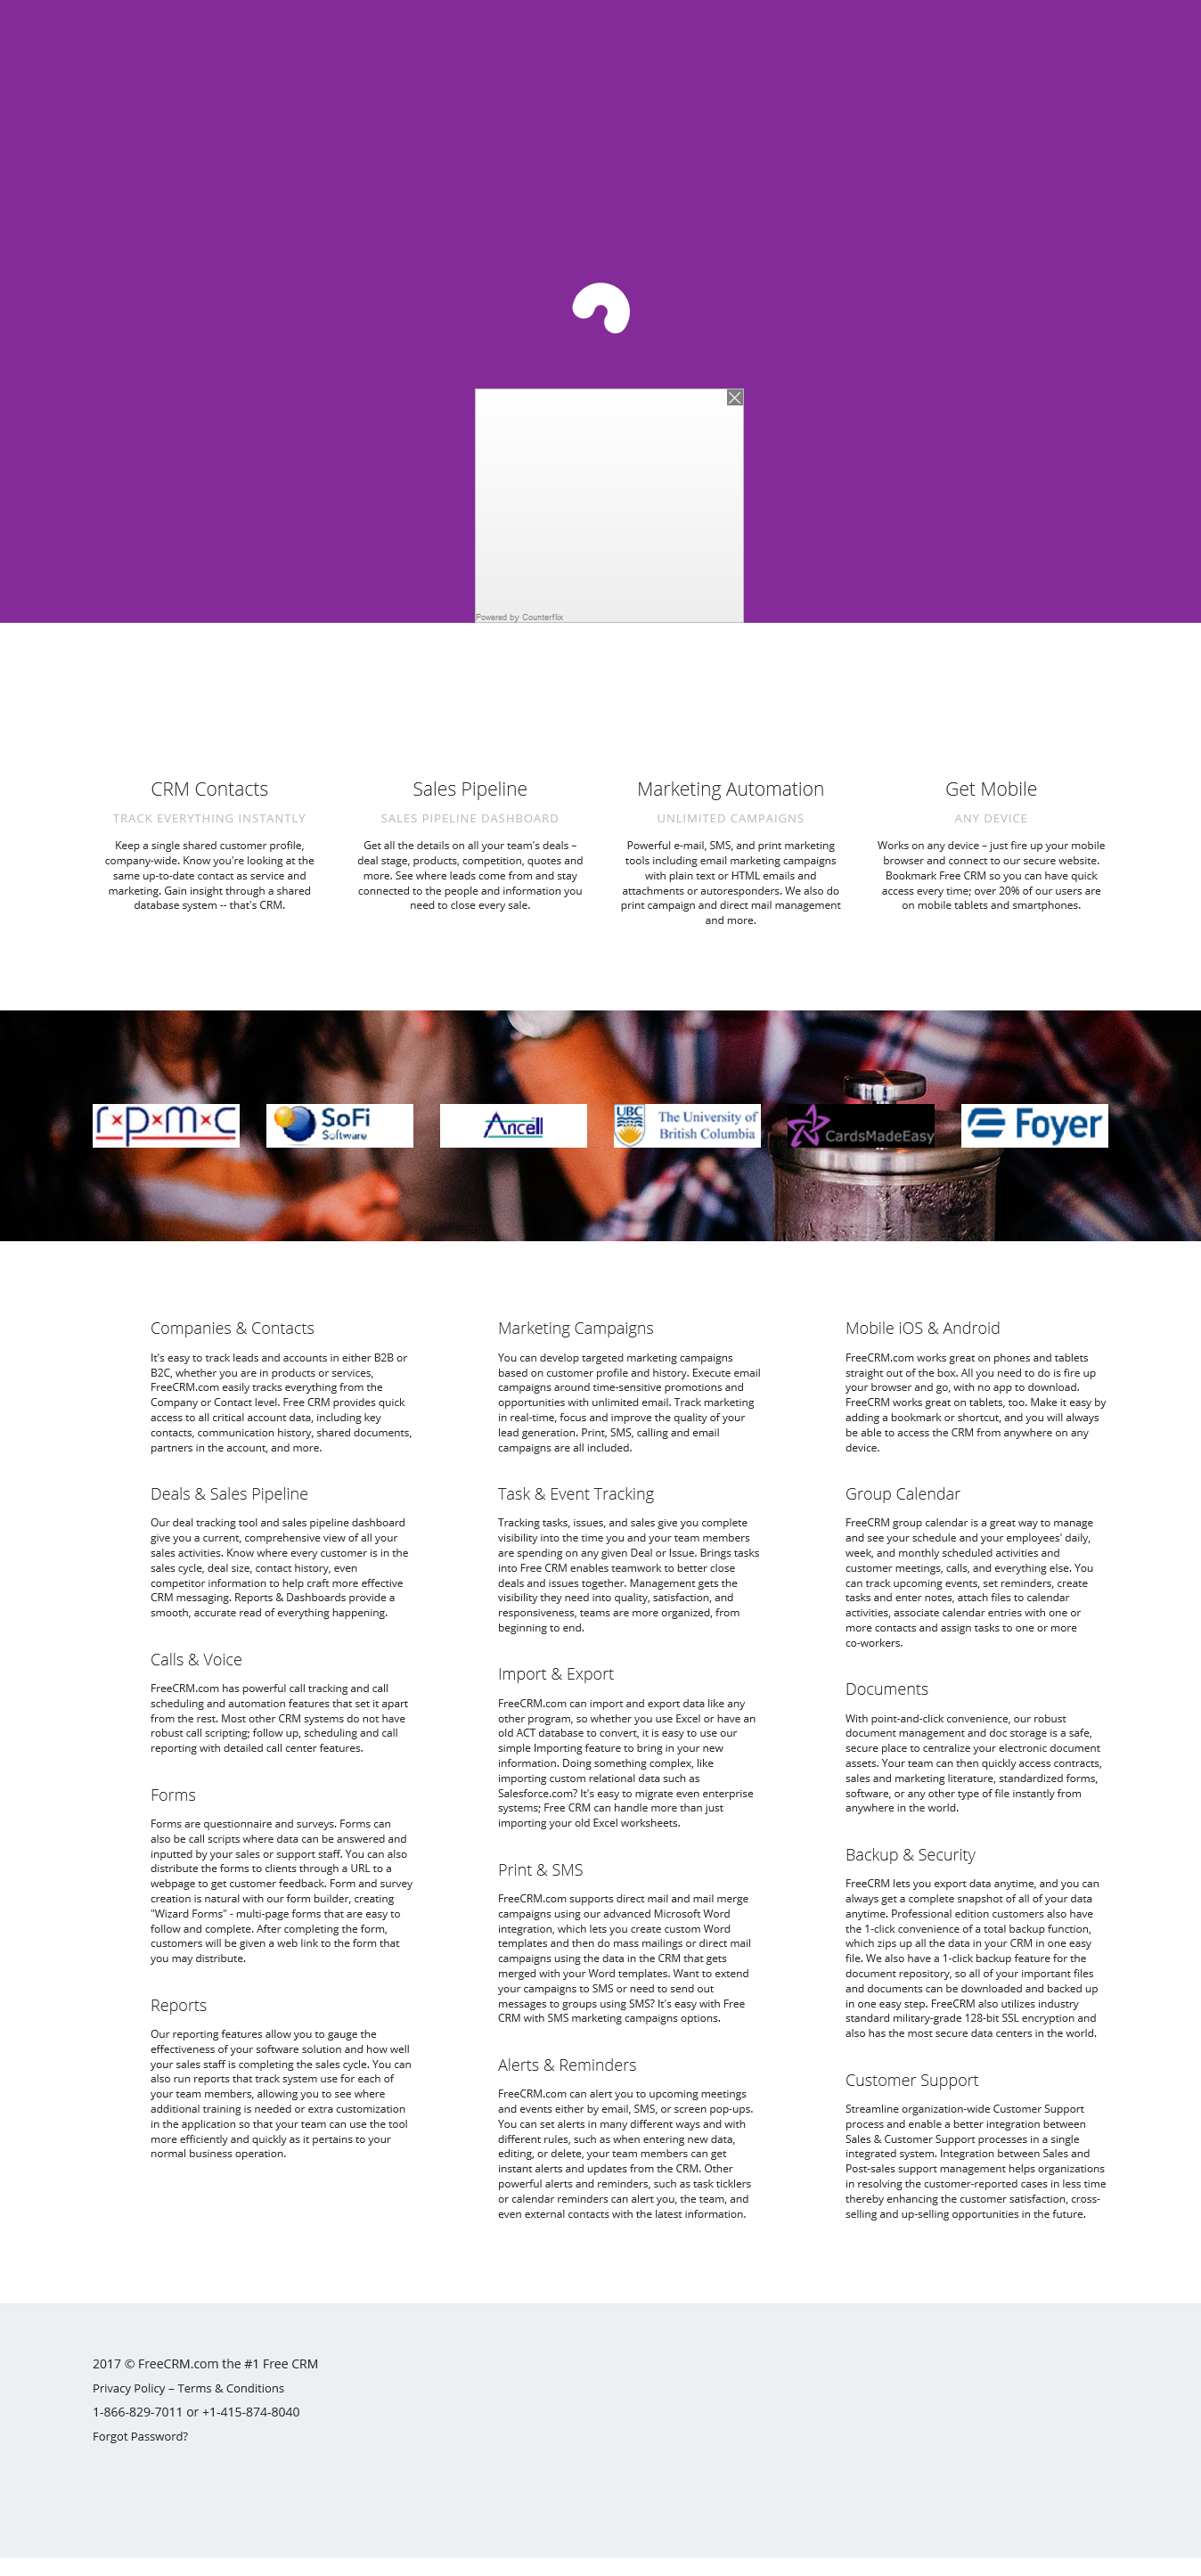 Powered by Counterflix
CRM Contacts
TRACK EVERYTHING INSTANTLY
Keep a single shared customer profile,
company-wide. Know you're looking at the
same up-to-date contact as service and
marketing. Gain insight through a shared
database system -- that's CRM.
Sales Pipeline
SALES PIPELINE DASHBOARD
Get all the details on all your team's deals –
deal stage, products, competition, quotes and
more. See where leads come from and stay
connected to the people and information you
need to close every sale.
Marketing Automation
UNLIMITED CAMPAIGNS
Powerful e-mail, SMS, and print marketing
tools including email marketing campaigns
with plain text or HTML emails and
attachments or autoresponders. We also do
print campaign and direct mail management
and more.
Get Mobile
ANY DEVICE
Works on any device – just fire up your mobile
browser and connect to our secure website.
Bookmark Free CRM so you can have quick
access every time; over 20% of our users are
on mobile tablets and smartphones.
r×p×m×c
SoFi
Software
Ancell
UBC
The University of
British Columbia
CardsMadeEasy
Foyer
Companies & Contacts
It's easy to track leads and accounts in either B2B or
B2C, whether you are in products or services,
FreeCRM.com easily tracks everything from the
Company or Contact level. Free CRM provides quick
access to all critical account data, including key
contacts, communication history, shared documents,
partners in the account, and more.
Deals & Sales Pipeline
Our deal tracking tool and sales pipeline dashboard
give you a current, comprehensive view of all your
sales activities. Know where every customer is in the
sales cycle, deal size, contact history, even
competitor information to help craft more effective
CRM messaging. Reports & Dashboards provide a
smooth, accurate read of everything happening.
Calls & Voice
FreeCRM.com has powerful call tracking and call
scheduling and automation features that set it apart
from the rest. Most other CRM systems do not have
robust call scripting; follow up, scheduling and call
reporting with detailed call center features.
Forms
Forms are questionnaire and surveys. Forms can
also be call scripts where data can be answered and
inputted by your sales or support staff. You can also
distribute the forms to clients through a URL to a
webpage to get customer feedback. Form and survey
creation is natural with our form builder, creating
"Wizard Forms" - multi-page forms that are easy to
follow and complete. After completing the form,
customers will be given a web link to the form that
you may distribute.
Reports
Our reporting features allow you to gauge the
effectiveness of your software solution and how well
your sales staff is completing the sales cycle. You can
also run reports that track system use for each of
your team members, allowing you to see where
additional training is needed or extra customization
in the application so that your team can use the tool
more efficiently and quickly as it pertains to your
normal business operation.
Marketing Campaigns
You can develop targeted marketing campaigns
based on customer profile and history. Execute email
campaigns around time-sensitive promotions and
opportunities with unlimited email. Track marketing
in real-time, focus and improve the quality of your
lead generation. Print, SMS, calling and email
campaigns are all included.
Task & Event Tracking
Tracking tasks, issues, and sales give you complete
visibility into the time you and your team members
are spending on any given Deal or Issue. Brings tasks
into Free CRM enables teamwork to better close
deals and issues together. Management gets the
visibility they need into quality, satisfaction, and
responsiveness, teams are more organized, from
beginning to end.
Import & Export
FreeCRM.com can import and export data like any
other program, so whether you use Excel or have an
old ACT database to convert, it is easy to use our
simple Importing feature to bring in your new
information. Doing something complex, like
importing custom relational data such as
Salesforce.com? It's easy to migrate even enterprise
systems; Free CRM can handle more than just
importing your old Excel worksheets.
Print & SMS
FreeCRM.com supports direct mail and mail merge
campaigns using our advanced Microsoft Word
integration, which lets you create custom Word
templates and then do mass mailings or direct mail
campaigns using the data in the CRM that gets
merged with your Word templates. Want to extend
your campaigns to SMS or need to send out
messages to groups using SMS? It's easy with Free
CRM with SMS marketing campaigns options.
Alerts & Reminders
FreeCRM.com can alert you to upcoming meetings
and events either by email, SMS, or screen pop-ups.
You can set alerts in many different ways and with
different rules, such as when entering new data,
editing, or delete, your team members can get
instant alerts and updates from the CRM. Other
powerful alerts and reminders, such as task ticklers
or calendar reminders can alert you, the team, and
even external contacts with the latest information.
Mobile iOS & Android
FreeCRM.com works great on phones and tablets
straight out of the box. All you need to do is fire up
your browser and go, with no app to download.
FreeCRM works great on tablets, too. Make it easy by
adding a bookmark or shortcut, and you will always
be able to access the CRM from anywhere on any
device.
Group Calendar
FreeCRM group calendar is a great way to manage
and see your schedule and your employees' daily,
week, and monthly scheduled activities and
customer meetings, calls, and everything else. You
can track upcoming events, set reminders, create
tasks and enter notes, attach files to calendar
activities, associate calendar entries with one or
more contacts and assign tasks to one or more
co-workers.
Documents
With point-and-click convenience, our robust
document management and doc storage is a safe,
secure place to centralize your electronic document
assets. Your team can then quickly access contracts,
sales and marketing literature, standardized forms,
software, or any other type of file instantly from
anywhere in the world.
Backup & Security
FreeCRM lets you export data anytime, and you can
always get a complete snapshot of all of your data
anytime. Professional edition customers also have
the 1-click convenience of a total backup function,
which zips up all the data in your CRM in one easy
file. We also have a 1-click backup feature for the
document repository, so all of your important files
and documents can be downloaded and backed up
in one easy step. FreeCRM also utilizes industry
standard military-grade 128-bit SSL encryption and
also has the most secure data centers in the world.
Customer Support
Streamline organization-wide Customer Support
process and enable a better integration between
Sales & Customer Support processes in a single
integrated system. Integration between Sales and
Post-sales support management helps organizations
in resolving the customer-reported cases in less time
thereby enhancing the customer satisfaction, cross-
selling and up-selling opportunities in the future.
2017 © FreeCRM.com the #1 Free CRM
Privacy Policy – Terms & Conditions
1-866-829-7011 or +1-415-874-8040
Forgot Password?